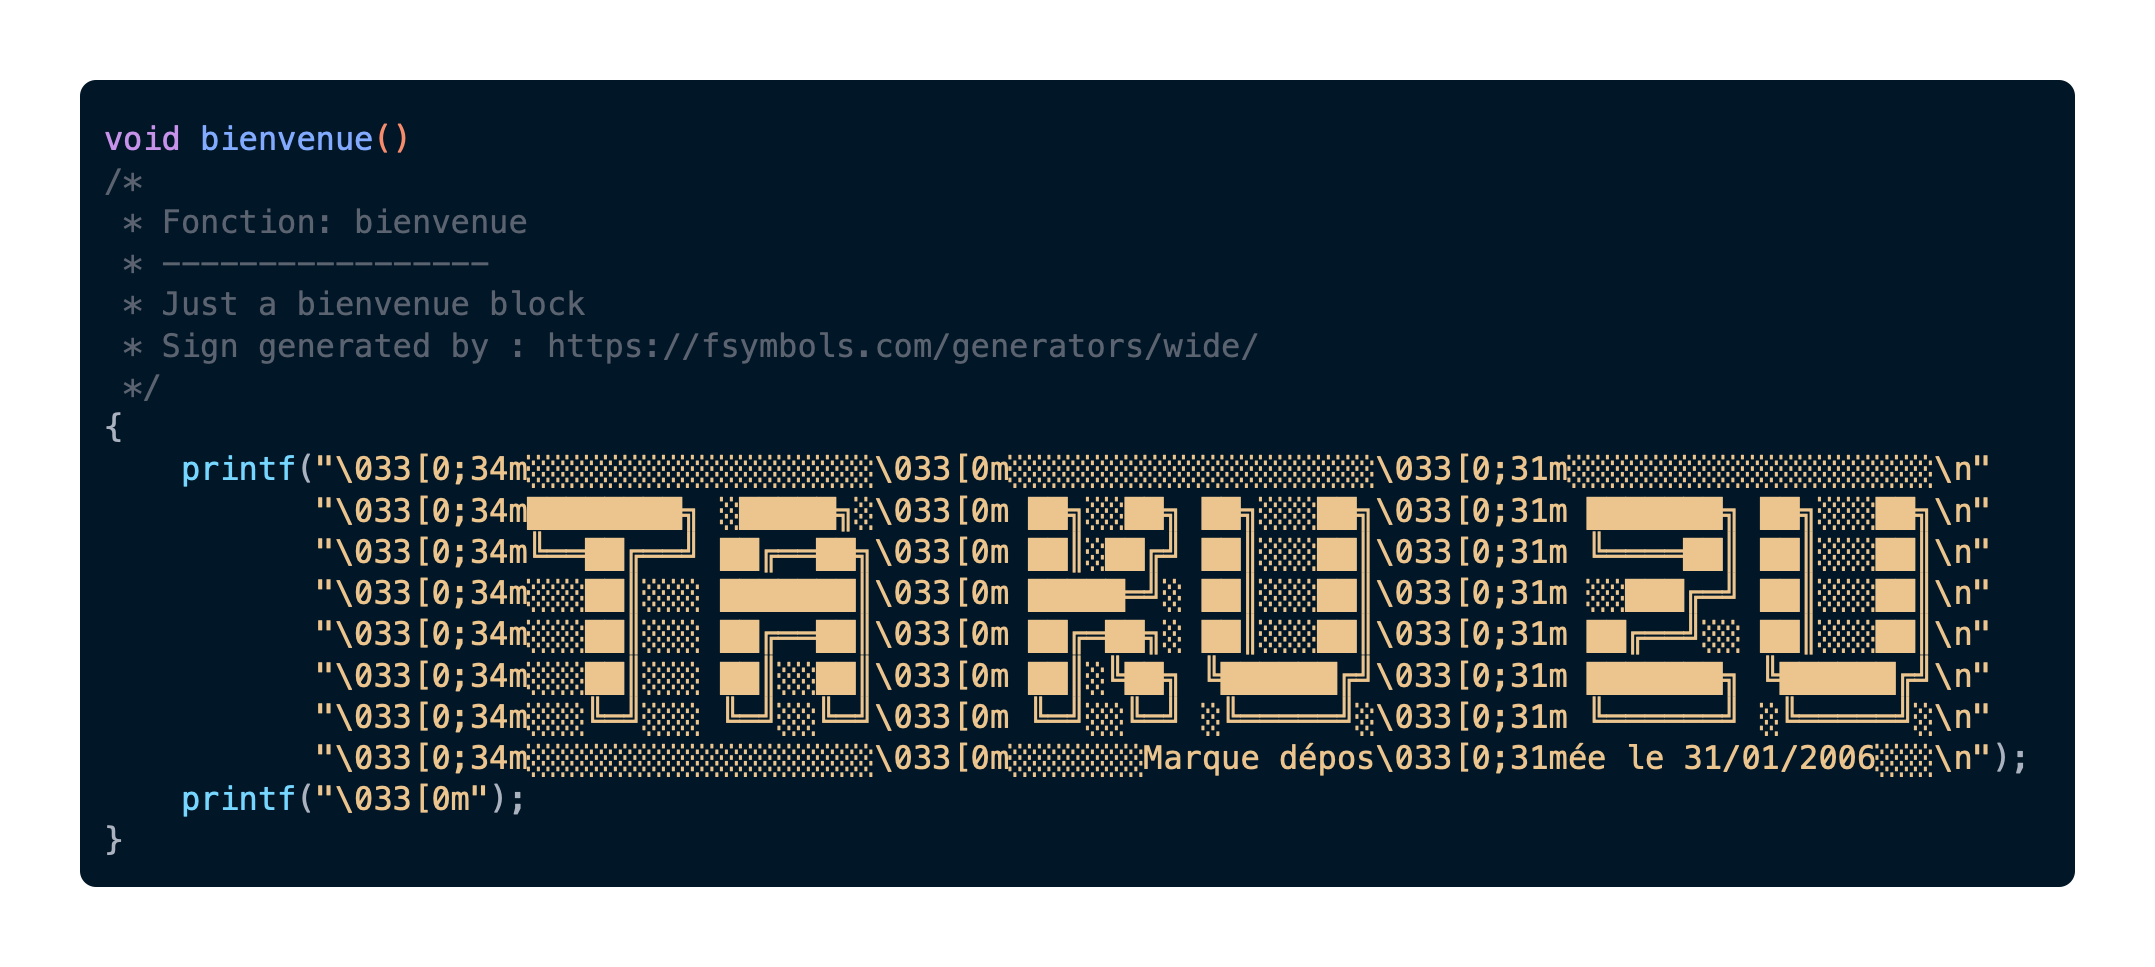 void bienvenue()
/*
 * Fonction: bienvenue
 * -----------------
 * Just a bienvenue block
 * Sign generated by : https://fsymbols.com/generators/wide/
 */
{
    printf("\033[0;34m░░░░░░░░░░░░░░░░░░\033[0m░░░░░░░░░░░░░░░░░░░\033[0;31m░░░░░░░░░░░░░░░░░░░\n"
           "\033[0;34m████████╗ ░█████╗░\033[0m ██╗░░██╗ ██╗░░░██╗\033[0;31m ███████╗ ██╗░░░██╗\n"
           "\033[0;34m╚══██╔══╝ ██╔══██╗\033[0m ██║░██╔╝ ██║░░░██║\033[0;31m ╚════██║ ██║░░░██║\n"
           "\033[0;34m░░░██║░░░ ███████║\033[0m █████═╝░ ██║░░░██║\033[0;31m ░░███╔═╝ ██║░░░██║\n"
           "\033[0;34m░░░██║░░░ ██╔══██║\033[0m ██╔═██╗░ ██║░░░██║\033[0;31m ██╔══╝░░ ██║░░░██║\n"
           "\033[0;34m░░░██║░░░ ██║░░██║\033[0m ██║░╚██╗ ╚██████╔╝\033[0;31m ███████╗ ╚██████╔╝\n"
           "\033[0;34m░░░╚═╝░░░ ╚═╝░░╚═╝\033[0m ╚═╝░░╚═╝ ░╚═════╝░\033[0;31m ╚══════╝ ░╚═════╝░\n"
           "\033[0;34m░░░░░░░░░░░░░░░░░░\033[0m░░░░░░░Marque dépos\033[0;31mée le 31/01/2006░░░\n");
    printf("\033[0m");
}